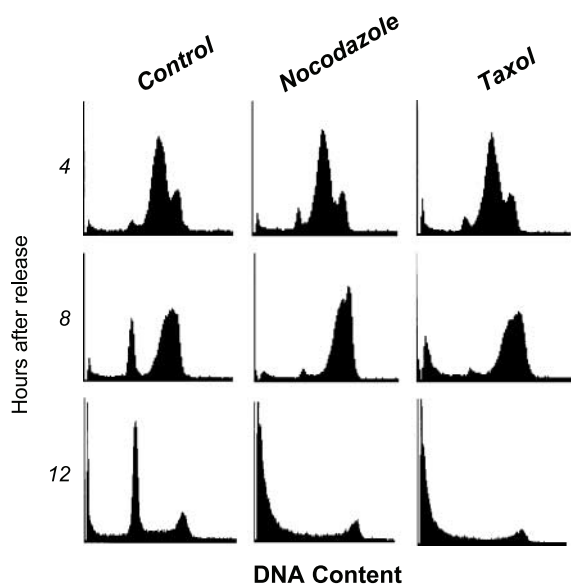 Control
Nocodazole
Taxol
Hours after release
4
8
12
DNA Content